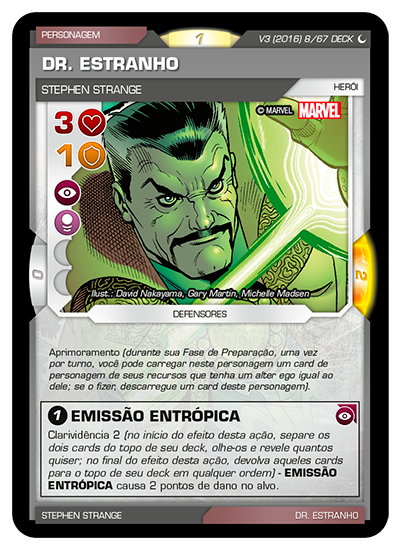 PERSONAGEM
1
V3 (2016) 8/67 DECK
DR. ESTRANHO
STEPHEN STRANGE
HERÓI
3
© MARVEL MARVEL
1
0
2
Ilust.: David Nakayama, Gary Martin, Michelle Madsen
DEFENSORES
Aprimoramento (durante sua Fase de Preparação, uma vez
por turno, você pode carregar neste personagem um card de
personagem de seus recursos que tenha um alter ego igual ao
dele; se o fizer, descarregue um card deste personagem).
1 EMISSÃO ENTRÓPICA
Clarividência 2 (no início do efeito desta ação, separe os
dois cards do topo de seu deck, olhe-os e revele quantos
quiser; no final do efeito desta ação, devolva aqueles cards
para o topo de seu deck em qualquer ordem) - EMISSÃO
ENTRÓPICA causa 2 pontos de dano no alvo.
STEPHEN STRANGE
DR. ESTRANHO